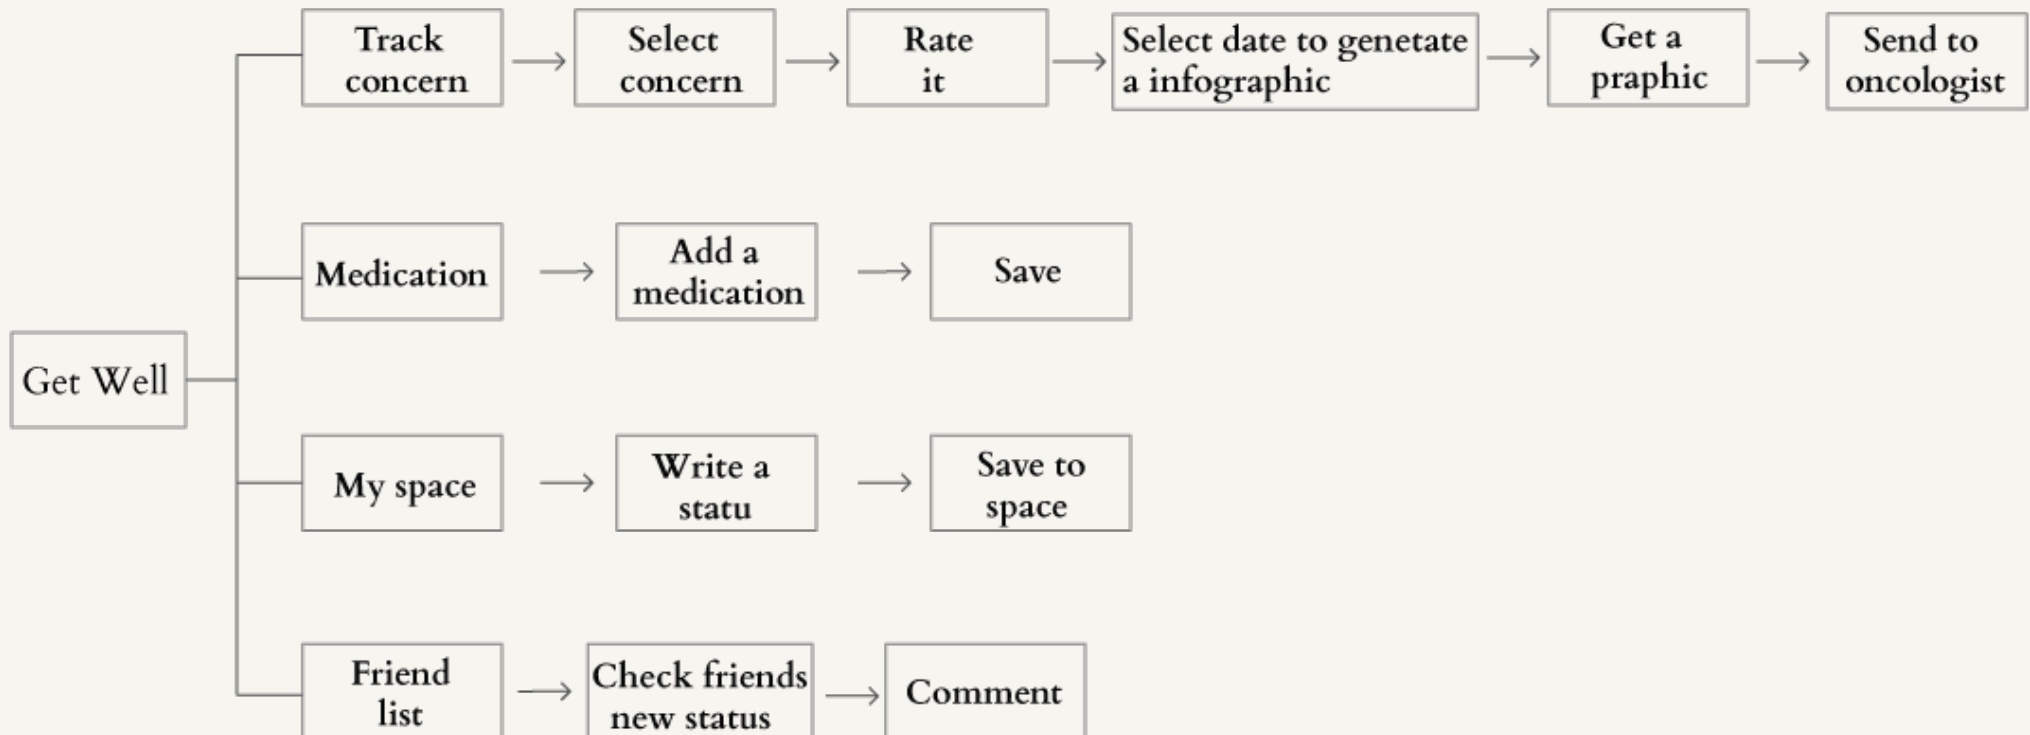 Track
concern
Select
concern
Rate
it
Select date to genetate
a infographic
Get a
praphic
Send to
oncologist
Medication
Add a
medication
Save
Get Well
My space
Write a
statu
Save to
space
Friend
list
Check friends
new status
Comment